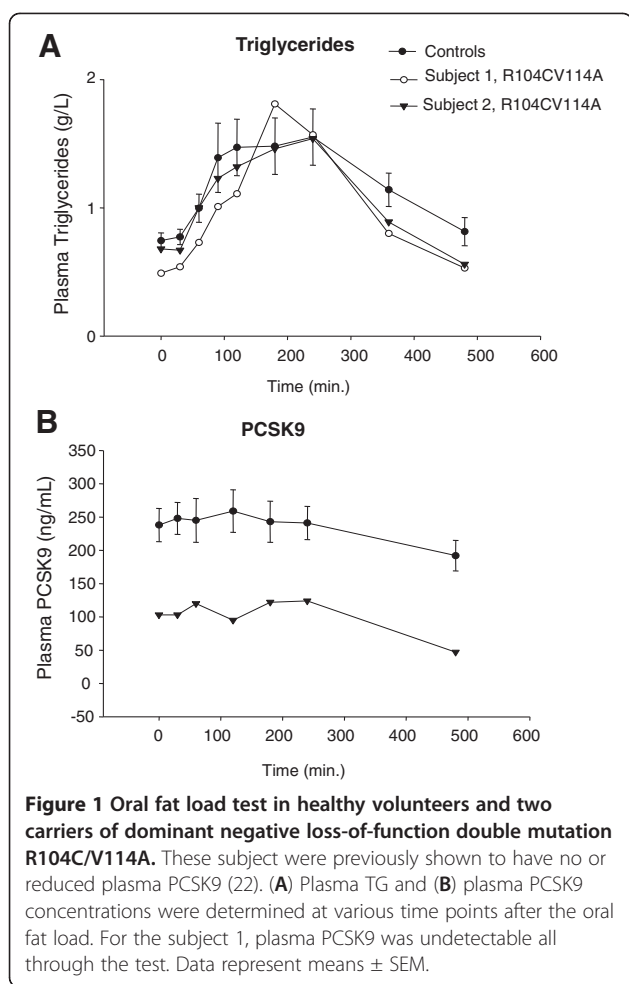 A
Triglycerides
Controls
Subject 1, R104CV114A
Subject 2, R104CV114A
Plasma Triglycerides (g/L)
2
1
0
0 100 200 300 400 500 600
Time (min.)
B
PCSK9
Plasma PCSK9 (ng/mL)
350
300
250
200
150
100
50
0
-50
0 100 200 300 400 500 600
Time (min.)
Figure 1 Oral fat load test in healthy volunteers and two
carriers of dominant negative loss-of-function double mutation
R104C/V114A. These subject were previously shown to have no or
reduced plasma PCSK9 (22). (A) Plasma TG and (B) plasma PCSK9
concentrations were determined at various time points after the oral
fat load. For the subject 1, plasma PCSK9 was undetectable all
through the test. Data represent means ± SEM.